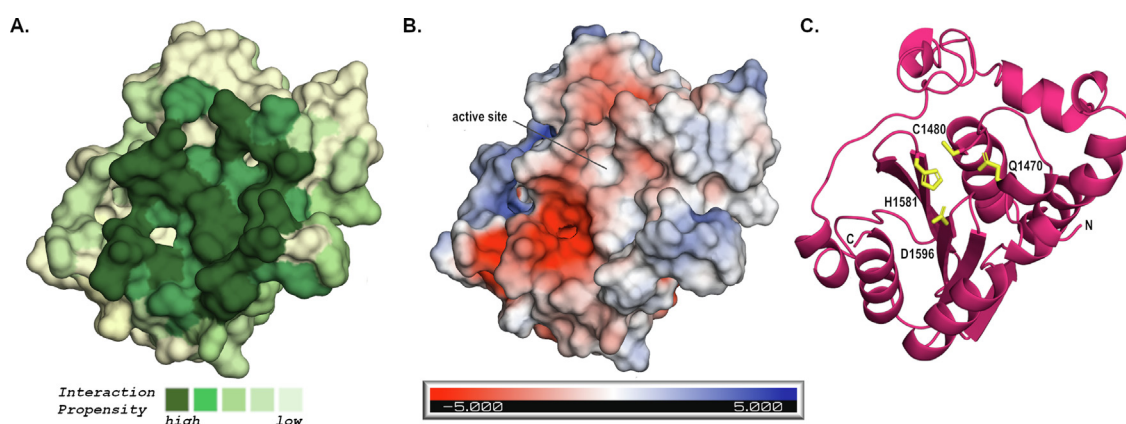 A.
B.
C.
active site
C1480
Q1470
H1581
N
C
D1596
Interaction
Propensity
high low
-5.000 5.000